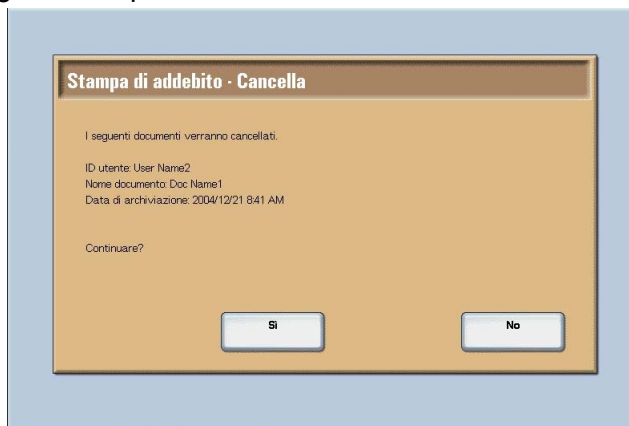 Stampa di addebito - Cancella
I seguenti documenti verranno cancellati.
ID utente: User Name2
Nome documento: Doc Name1
Data di archiviazione: 2004/12/21 8:41 AM
Continuare?
Sì
No